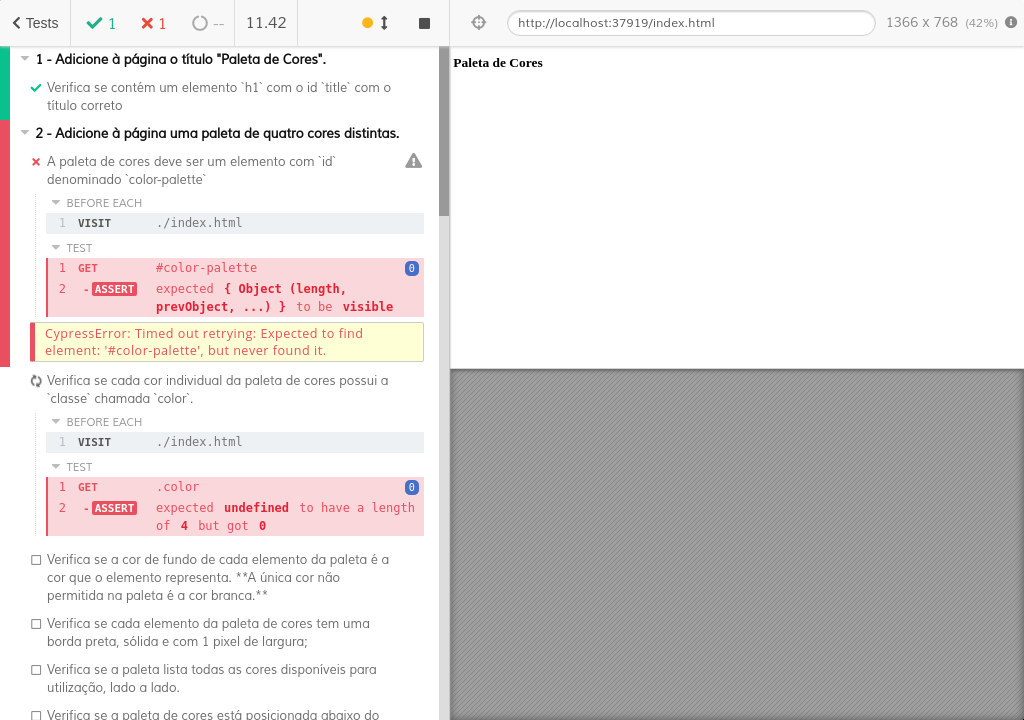 Tests
1
1
--
11.42
http://localhost:37919/index.html
1366 x 768 (42%)
1 - Adicione à página o título "Paleta de Cores".
Verifica se contém um elemento `h1` com o id `title` com o
título correto
2 - Adicione à página uma paleta de quatro cores distintas.
A paleta de cores deve ser um elemento com `id`
denominado `color-palette`
BEFORE EACH
1 VISIT ./index.html
TEST
1 GET #color-palette 0
2 -ASSERT expected { Object (length,
prevObject, ...) } to be visible
CypressError: Timed out retrying: Expected to find
element: '#color-palette', but never found it.
Verifica se cada cor individual da paleta de cores possui a
`classe` chamada `color`.
BEFORE EACH
1 VISIT ./index.html
TEST
1 GET .color 0
2 -ASSERT expected undefined to have a length
of 4 but got 0
Verifica se a cor de fundo de cada elemento da paleta é a
cor que o elemento representa. **A única cor não
permitida na paleta é a cor branca.**
Verifica se cada elemento da paleta de cores tem uma
borda preta, sólida e com 1 pixel de largura;
Verifica se a paleta lista todas as cores disponíveis para
utilização, lado a lado.
Verifica se a paleta de cores está posicionada abaixo do
Paleta de Cores